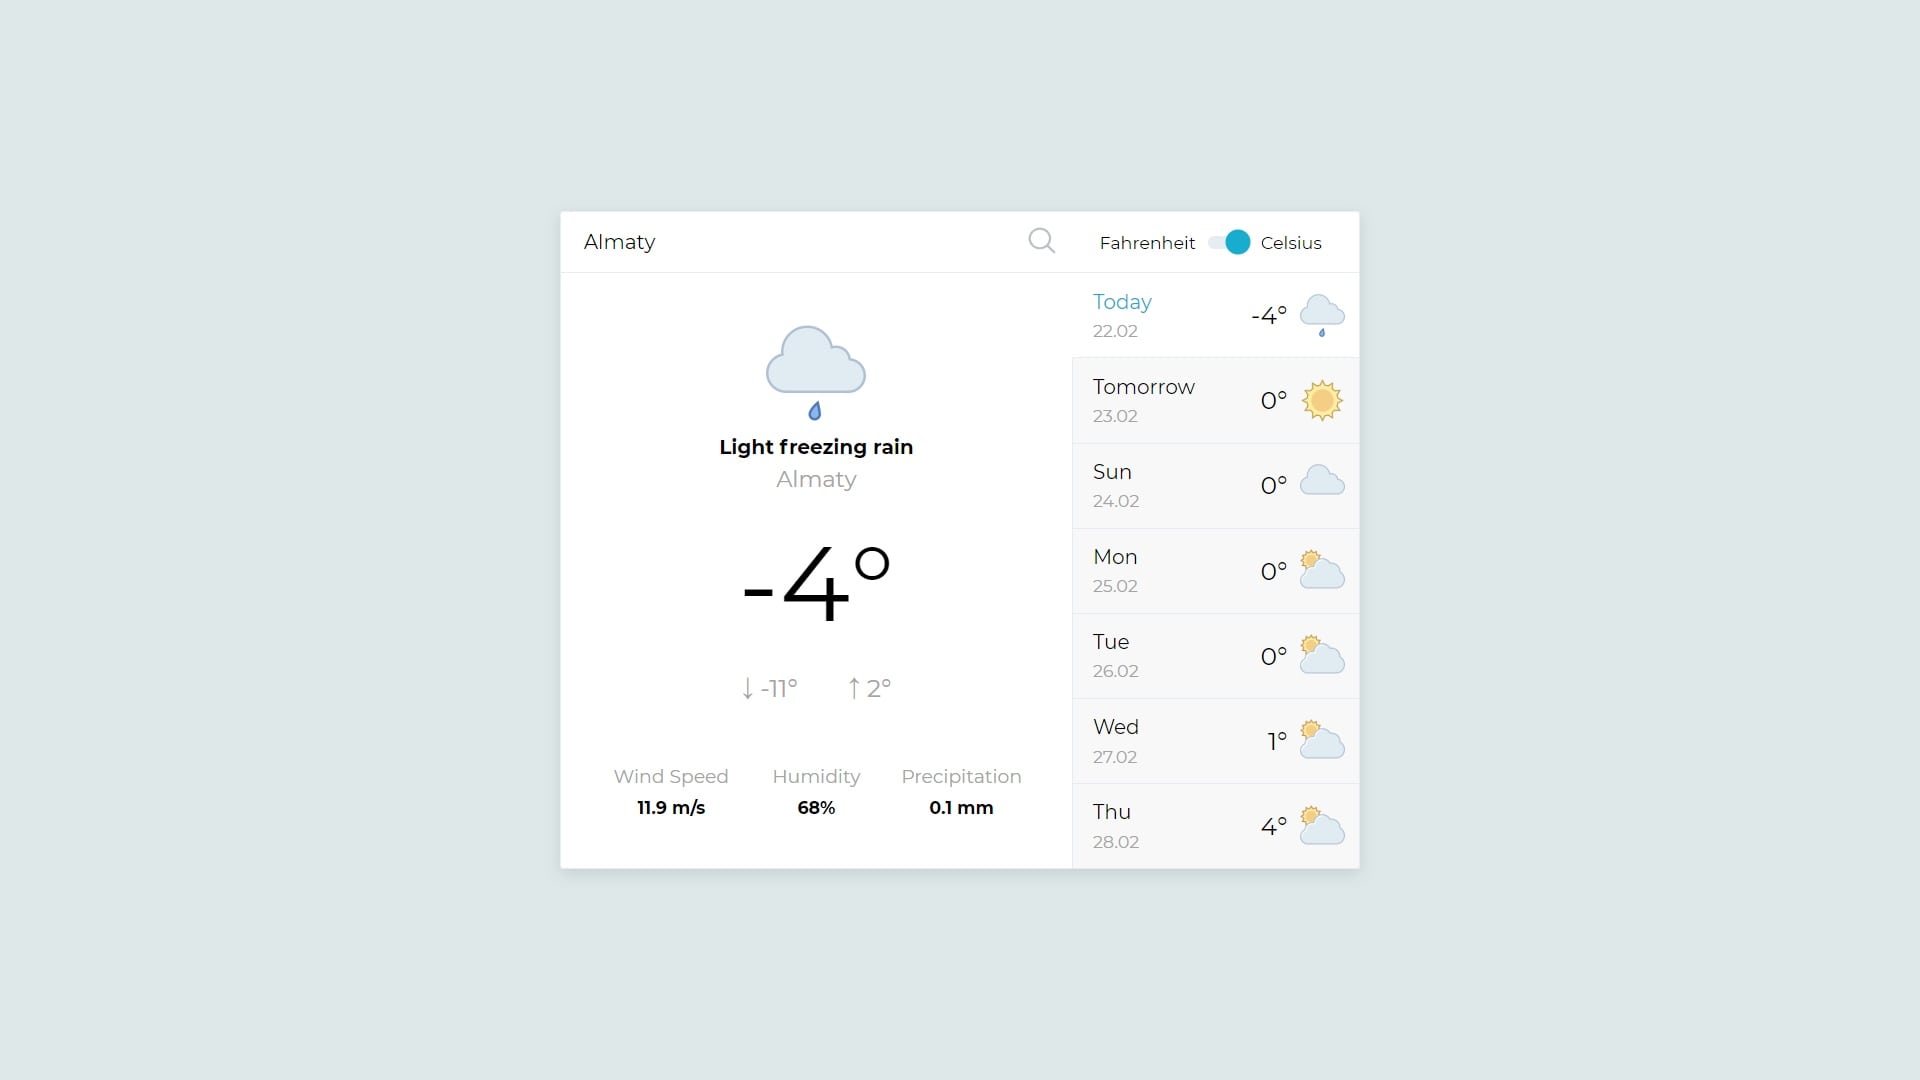 Almaty
Fahrenheit Celsius
Light freezing rain
Almaty
-4°
↓ -11° ↑ 2°
Wind Speed Humidity Precipitation
11.9 m/s 68% 0.1 mm
Today -4°
22.02
Tomorrow 0°
23.02
Sun 0°
24.02
Mon 0°
25.02
Tue 0°
26.02
Wed 1°
27.02
Thu 4°
28.02